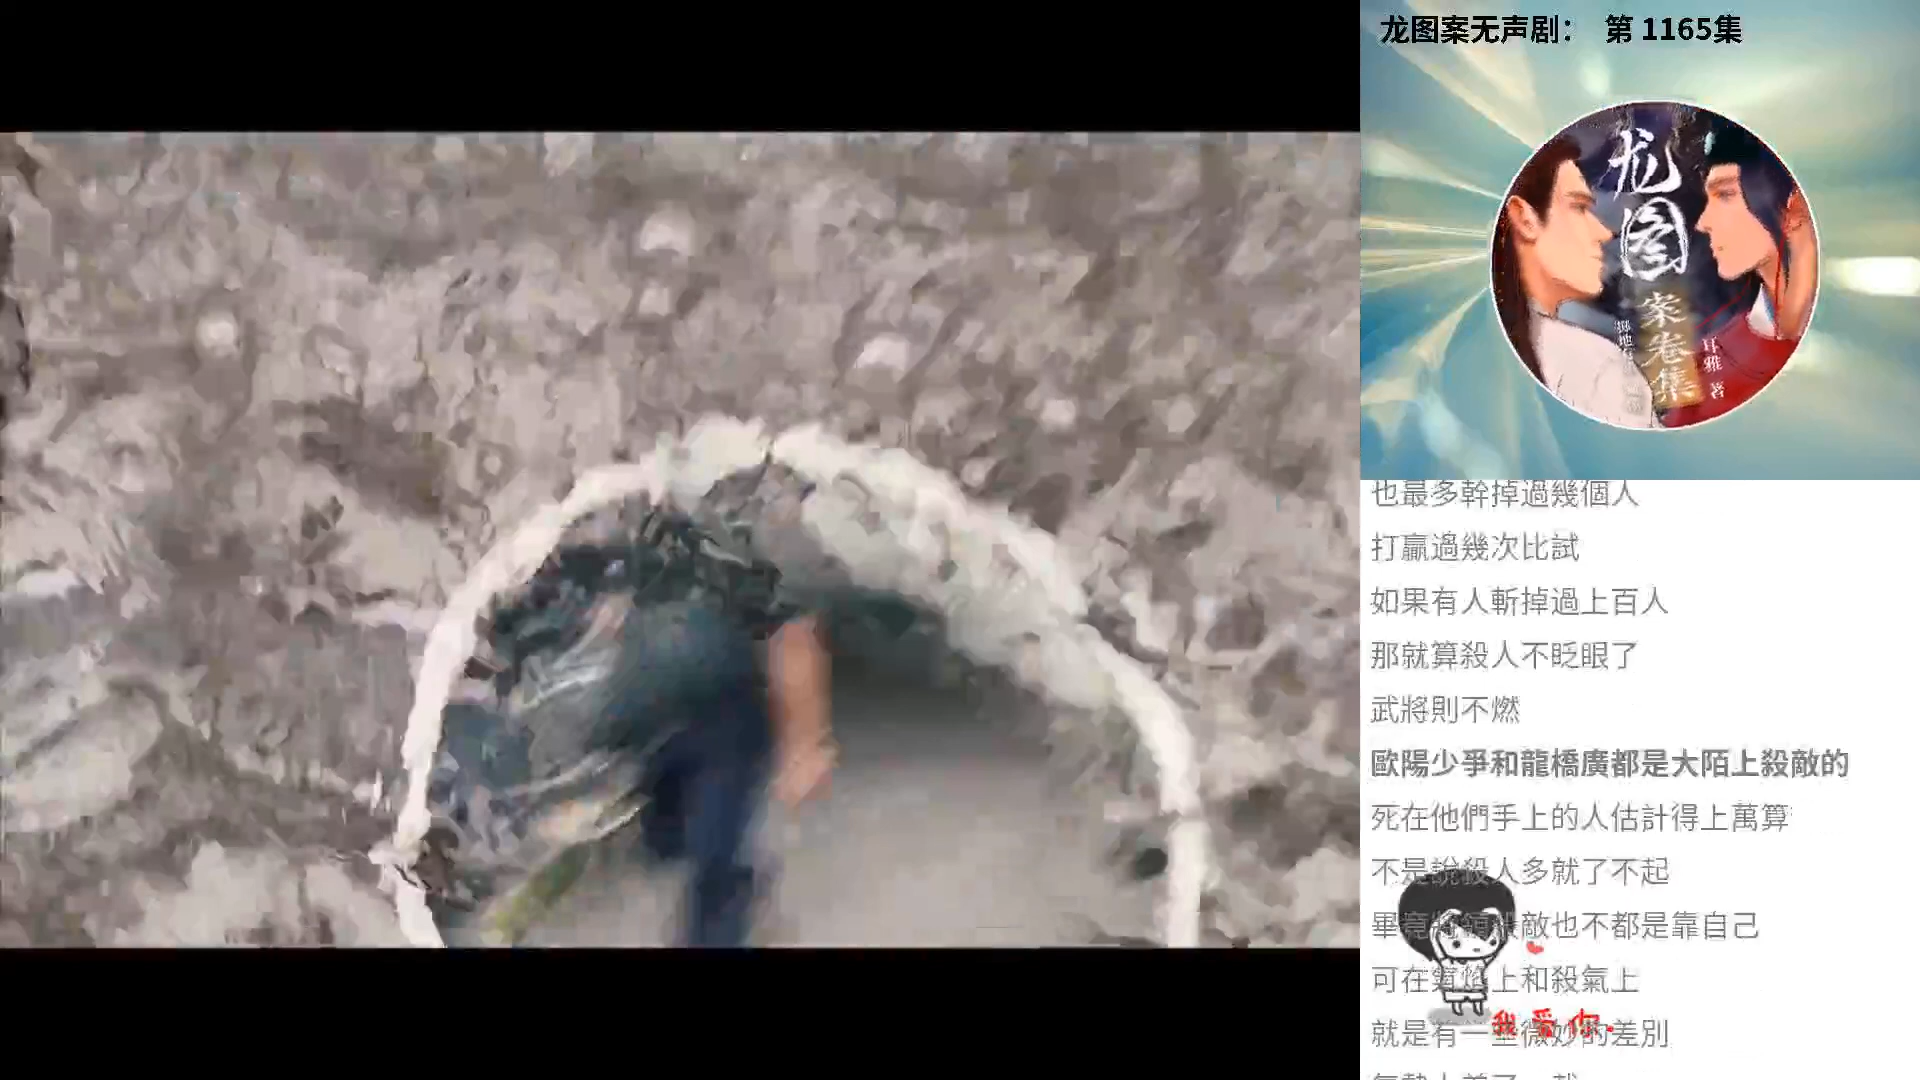 龙图案无声剧： 第 1165集
龙图
案卷集
耳雅 著
也最多幹掉過幾個人
打贏過幾次比試
如果有人斬掉過上百人
那就算殺人不眨眼了
武將則不燃
歐陽少爭和龍橋廣都是大陌上殺敵的
死在他們手上的人估計得上萬算
不是說殺人多就了不起
畢竟將領殺敵也不都是靠自己
可在氣焰上和殺氣上
就是有一些微妙的差別
我爱你.